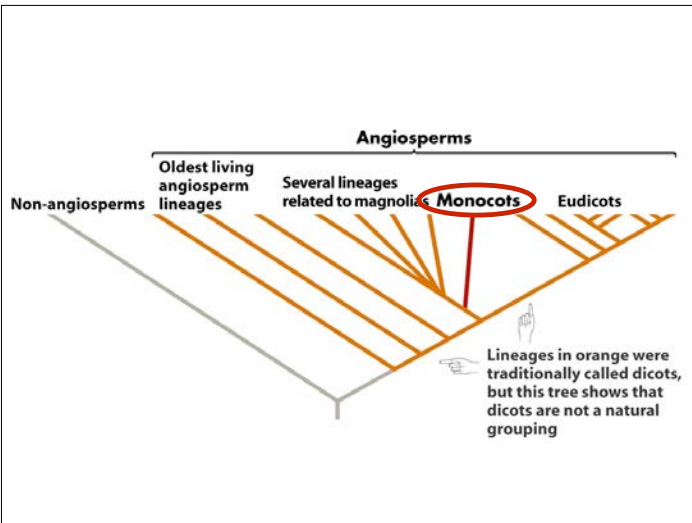 Angiosperms
Oldest living
angiosperm
lineages
Several lineages
related to magnolias
Non-angiosperms
Monocots
Eudicots
Lineages in orange were
traditionally called dicots,
but this tree shows that
dicots are not a natural
grouping